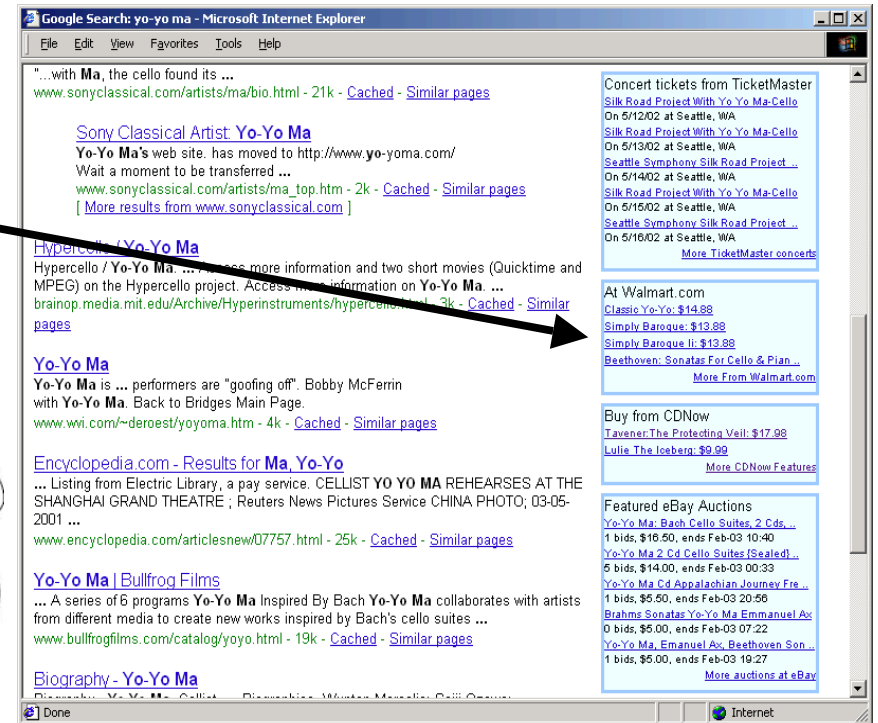 Google Search: yo-yo ma - Microsoft Internet Explorer
File Edit View Favorites Tools Help
"...with Ma, the cello found its ...
www.sonyclassical.com/artists/ma/bio.html - 21k - Cached - Similar pages
Sony Classical Artist: Yo-Yo Ma
Yo-Yo Ma's web site. has moved to http://www.yo-yoma.com/
Wait a moment to be transferred ...
www.sonyclassical.com/artists/ma_top.htm - 2k - Cached - Similar pages
[ More results from www.sonyclassical.com ]
Hypercello / Yo-Yo Ma
Hypercello / Yo-Yo Ma. ... Access more information and two short movies (Quicktime and
MPEG) on the Hypercello project. Access more information on Yo-Yo Ma. ...
brainop.media.mit.edu/Archive/Hyperinstruments/hypercello.html - 3k - Cached - Similar
pages
Yo-Yo Ma
Yo-Yo Ma is ... performers are "goofing off". Bobby McFerrin
with Yo-Yo Ma. Back to Bridges Main Page.
www.wvi.com/~deroest/yoyoma.htm - 4k - Cached - Similar pages
Encyclopedia.com - Results for Ma, Yo-Yo
... Listing from Electric Library, a pay service. CELLIST YO YO MA REHEARSES AT THE
SHANGHAI GRAND THEATRE ; Reuters News Pictures Service CHINA PHOTO; 03-05-
2001 ...
www.encyclopedia.com/articlesnew/07757.html - 25k - Cached - Similar pages
Yo-Yo Ma | Bullfrog Films
... A series of 6 programs Yo-Yo Ma Inspired By Bach Yo-Yo Ma collaborates with artists
from different media to create new works inspired by Bach's cello suites ...
www.bullfrogfilms.com/catalog/yoyo.html - 19k - Cached - Similar pages
Biography - Yo-Yo Ma
Concert tickets from TicketMaster
Silk Road Project With Yo Yo Ma-Cello
On 5/12/02 at Seattle, WA
Silk Road Project With Yo Yo Ma-Cello
On 5/13/02 at Seattle, WA
Seattle Symphony Silk Road Project ..
On 5/14/02 at Seattle, WA
Silk Road Project With Yo Yo Ma-Cello
On 5/15/02 at Seattle, WA
Seattle Symphony Silk Road Project ..
On 5/16/02 at Seattle, WA
More TicketMaster concerts
At Walmart.com
Classic Yo-Yo: $14.88
Simply Baroque: $13.88
Simply Baroque Ii: $13.88
Beethoven: Sonatas For Cello & Pian ..
More From Walmart.com
Buy from CDNow
Tavener:The Protecting Veil: $17.98
Lulie The Iceberg: $9.99
More CDNow Features
Featured eBay Auctions
Yo-Yo Ma: Bach Cello Suites, 2 Cds, ..
1 bids, $16.50, ends Feb-03 10:40
Yo-Yo Ma 2 Cd Cello Suites {Sealed} ..
5 bids, $14.00, ends Feb-03 00:33
Yo-Yo Ma Cd Appalachian Journey Fre ..
1 bids, $5.50, ends Feb-03 20:56
Brahms Sonatas Yo-Yo Ma Emmanuel Ax
0 bids, $5.00, ends Feb-03 07:22
Yo-Yo Ma, Emanuel Ax, Beethoven Son ..
1 bids, $5.00, ends Feb-03 19:27
More auctions at eBay
Done
Internet